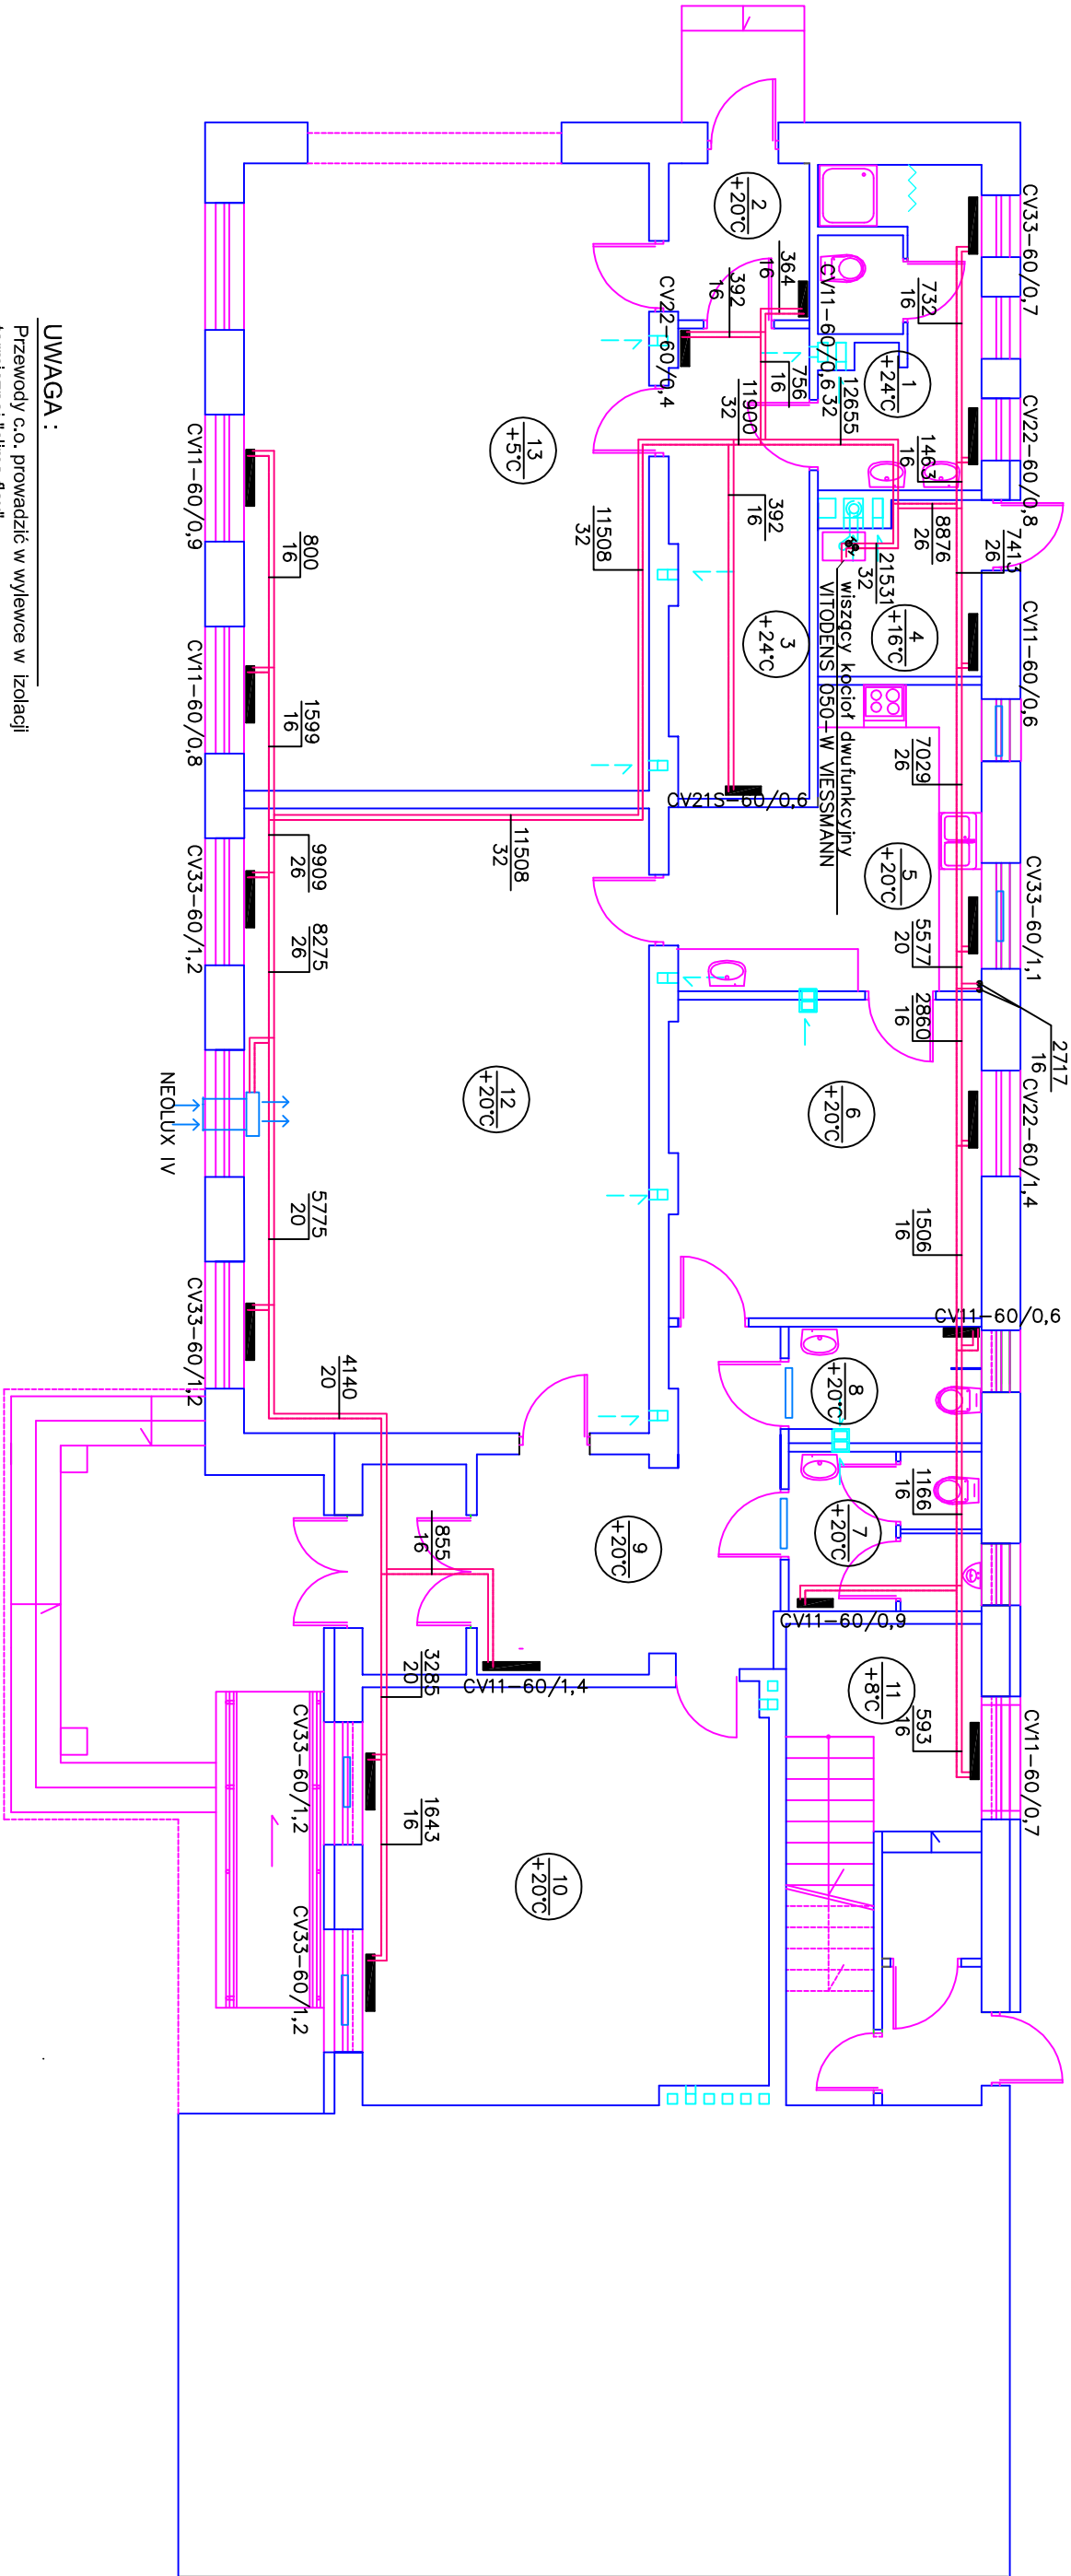 CV33-60/0,7
CV22-60/0,8
CV11-60/0,6
CV33-60/1,1
CV22-60/1,4
CV11-60/0,6
CV11-60/0,7
2717
16
732
16
1463
16
8876
26
7413
26
7029
26
5577
20
2860
16
1506
16
1166
16
593
16
1
+24°C
4
+16°C
5
+20°C
6
+20°C
8
+20°C
7
+20°C
11
+8°C
CV11-60/0,9
wiszący kocioł dwufunkcyjny
VITODENS 050-W VIESSMANN
21531
32
12655
32
CV11-60/0,6
2
+20°C
364
16
392
16
756
16
11900
32
392
16
3
+24°C
CV21S-60/0,6
CV22-60/0,4
13
+5°C
11508
32
11508
32
12
+20°C
9
+20°C
10
+20°C
CV11-60/1,4
800
16
1599
16
9909
26
8275
26
5775
20
4140
20
855
16
3285
20
1643
16
CV11-60/0,9
CV11-60/0,8
CV33-60/1,2
NEOLUX IV
CV33-60/1,2
CV33-60/1,2
CV33-60/1,2
UWAGA :
Przewody c.o. prowadzić w wylewce w izolacji